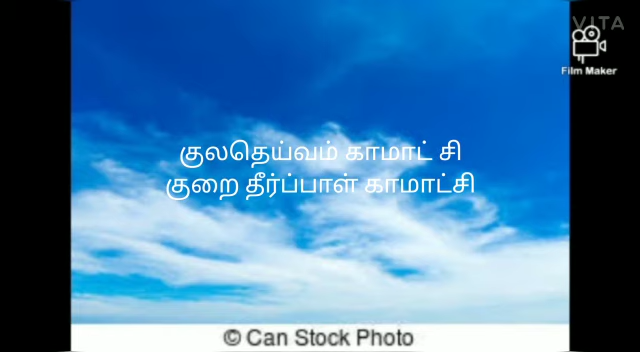 VITA
Film Maker
குலதெய்வம் காமாட் சி
குறை தீர்ப்பாள் காமாட்சி
© Can Stock Photo